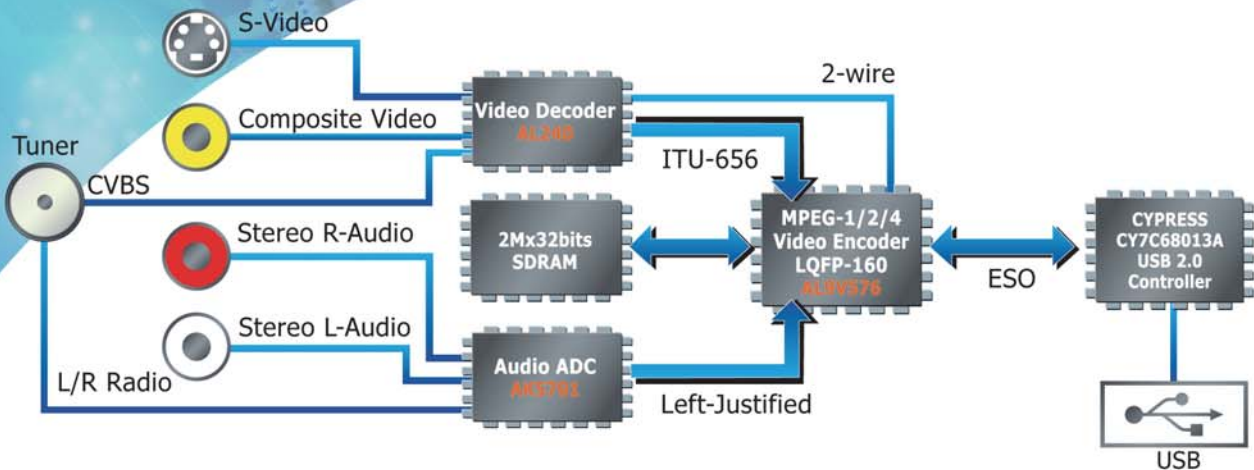 S-Video
2-wire
Composite Video
Video Decoder
Tuner
ITU-656
CVBS
Stereo R-Audio
2Mx32bits
SDRAM
MPEG-1/2/4
Video Encoder
LQFP-160
CYPRESS
CY7C68013A
USB 2.0
Controller
ESO
Stereo L-Audio
Audio ADC
L/R Radio
Left-Justified
USB